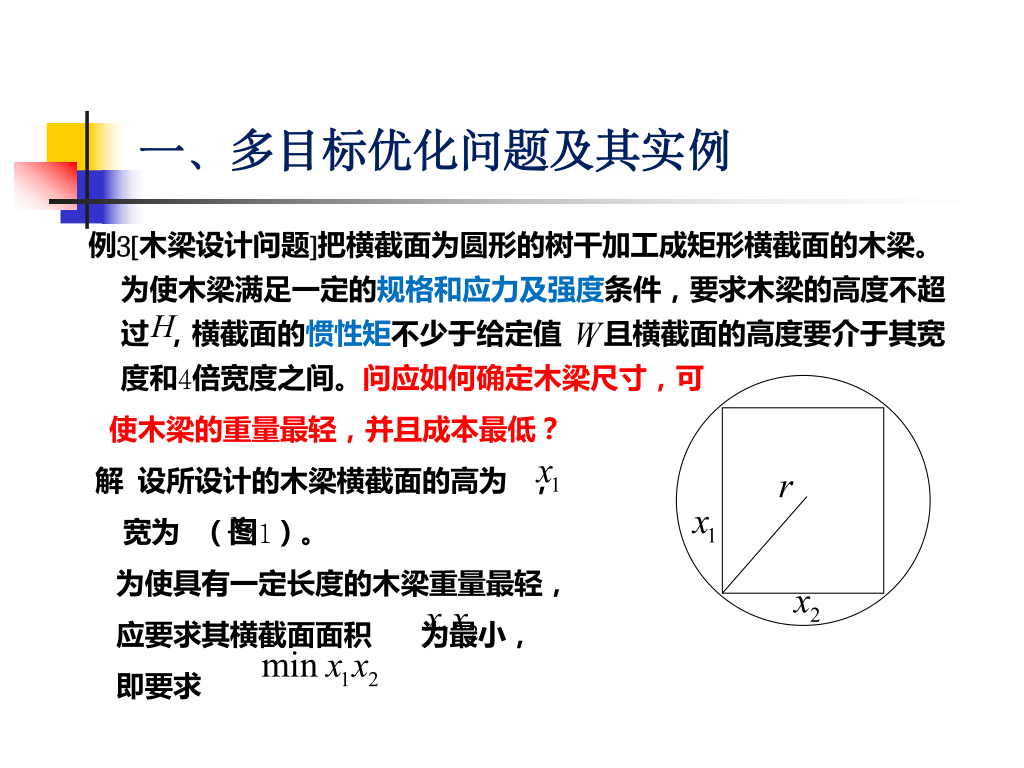 一、多目标优化问题及其实例
例3[木梁设计问题]把横截面为圆形的树干加工成矩形横截面的木梁。
为使木梁满足一定的规格和应力及强度条件，要求木梁的高度不超
过H，横截面的惯性矩不少于给定值 W 且横截面的高度要介于其宽
度和4倍宽度之间。问应如何确定木梁尺寸，可
使木梁的重量最轻，并且成本最低？
解 设所设计的木梁横截面的高为 x₁，
宽为 （图1）。
为使具有一定长度的木梁重量最轻，
应要求其横截面面积 x x 为最小，
即要求 min x₁x₂
r
x₁
x₂